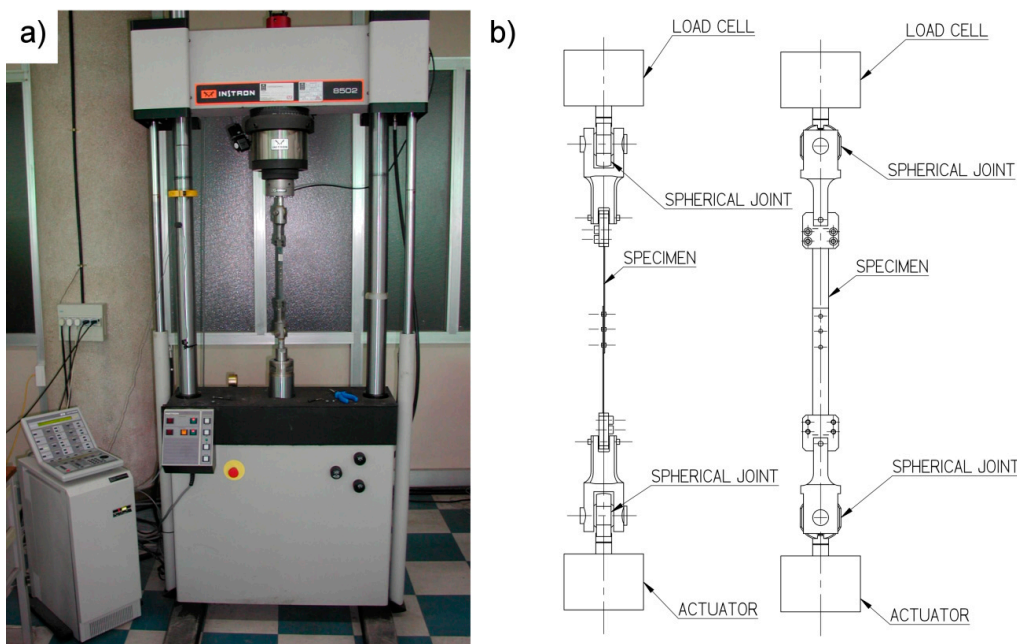 a)
INSTRON
8502
b)
LOAD CELL
LOAD CELL
SPHERICAL JOINT
SPHERICAL JOINT
SPECIMEN
SPECIMEN
SPHERICAL JOINT
SPHERICAL JOINT
ACTUATOR
ACTUATOR